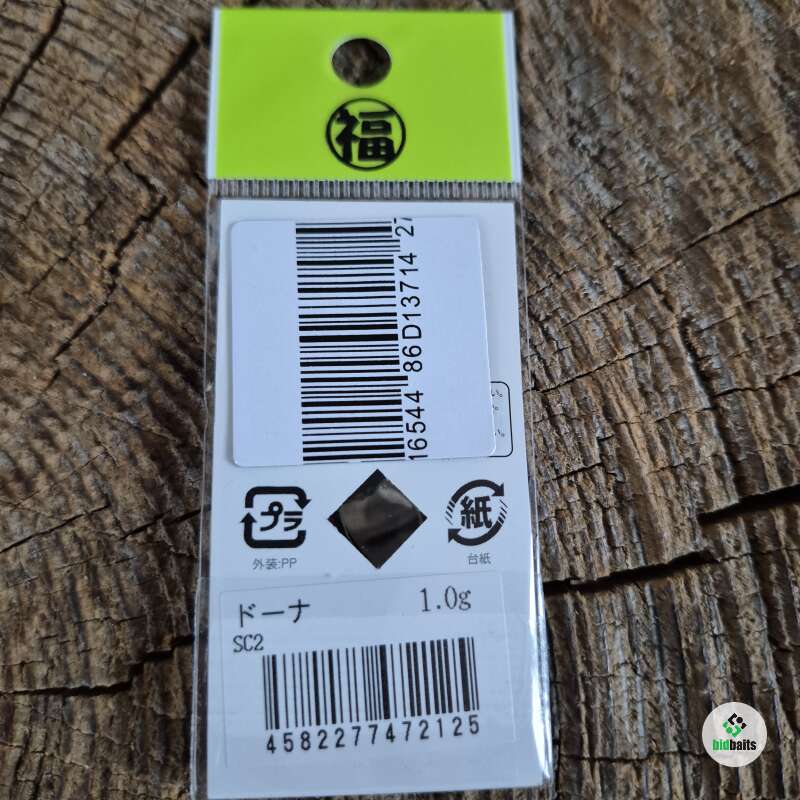 福
16544 86D13714 27
プラ
外装:PP
紙
台紙
ドーナ 1.0g
SC2
4582277472125
bidbaits